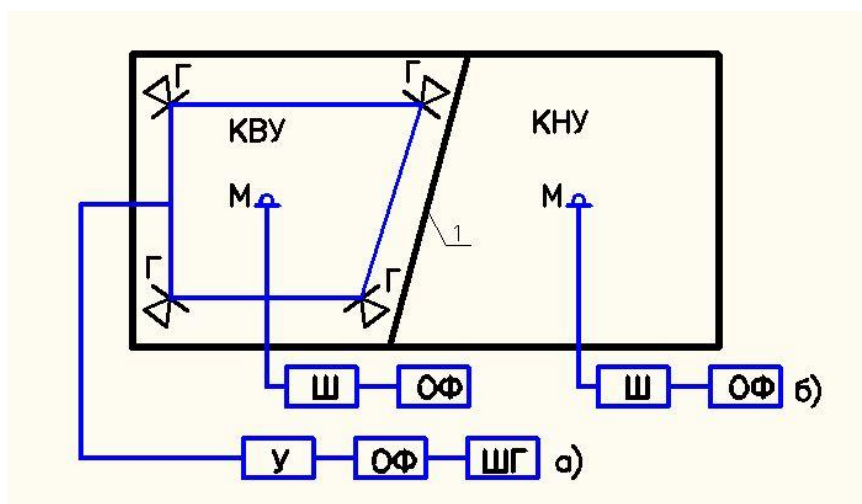 Г Г
КВУ КНУ
М М
1
Г Г
Ш ОФ Ш ОФ б)
У ОФ ШГ а)